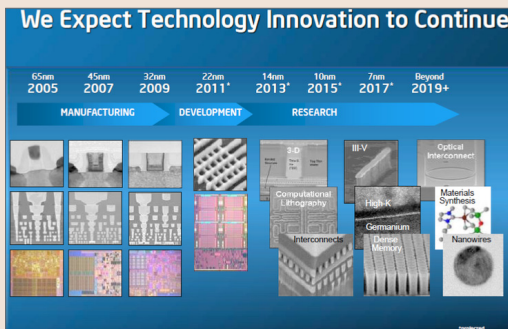 We Expect Technology Innovation to Continue
65nm 45nm 32nm 22nm 14nm 10nm 7nm Beyond
2005 2007 2009 2011* 2013* 2015* 2017* 2019+
MANUFACTURING DEVELOPMENT RESEARCH
3-D
III-V
Optical
Interconnect
Computational
Lithography
High-K
Germanium
Materials
Synthesis
Interconnects
Dense
Memory
Nanowires